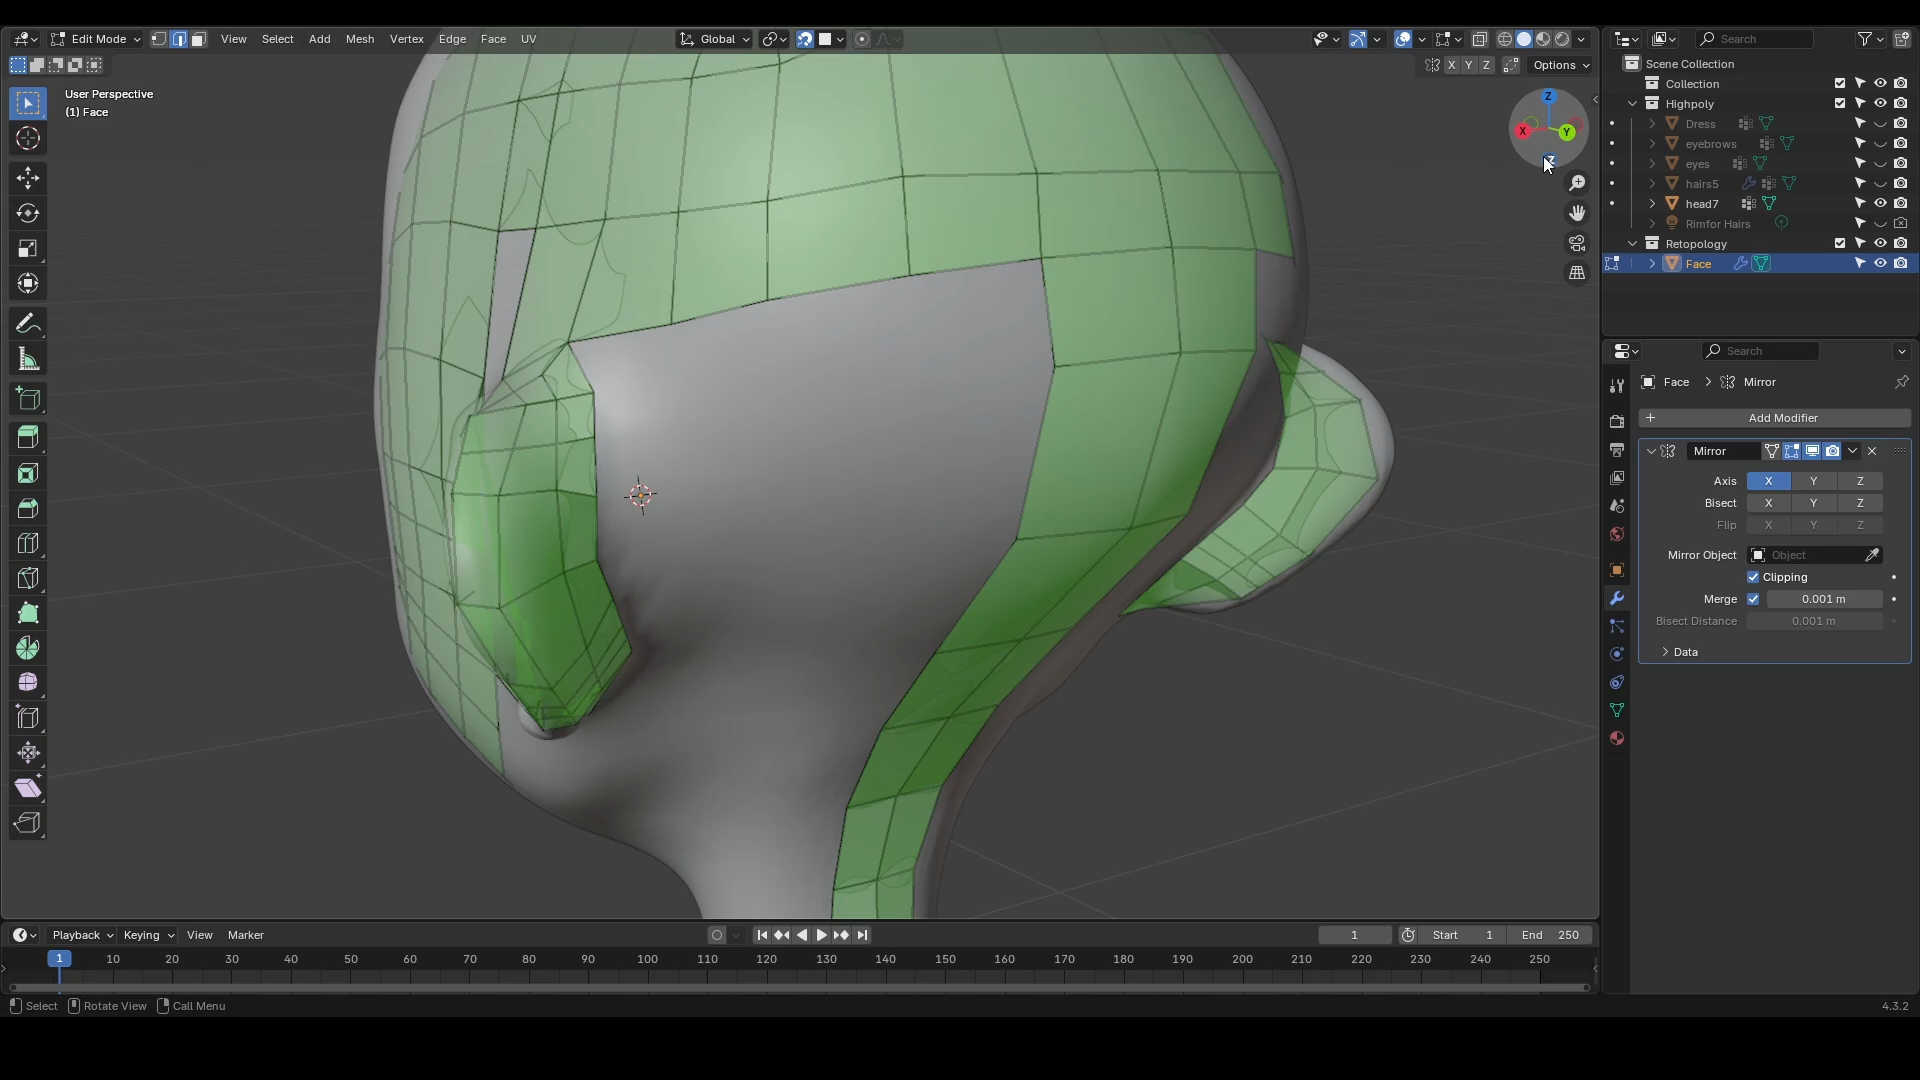 Edit Mode View Select Add Mesh Vertex Edge Face UV Global
X Y Z Options
User Perspective
(1) Face
Z
X Y
Z
Search
Scene Collection
Collection
Highpoly
Dress
eyebrows
eyes
hairs5
head7
Rimfor Hairs
Retopology
Face
Search
Face > Mirror
+ Add Modifier
Mirror
Axis X Y Z
Bisect X Y Z
Flip X Y Z
Mirror Object Object
Clipping
Merge 0.001 m
Bisect Distance 0.001 m
Data
Playback Keying View Marker 1 Start 1 End 250
1 10 20 30 40 50 60 70 80 90 100 110 120 130 140 150 160 170 180 190 200 210 220 230 240 250
Select Rotate View Call Menu 4.3.2